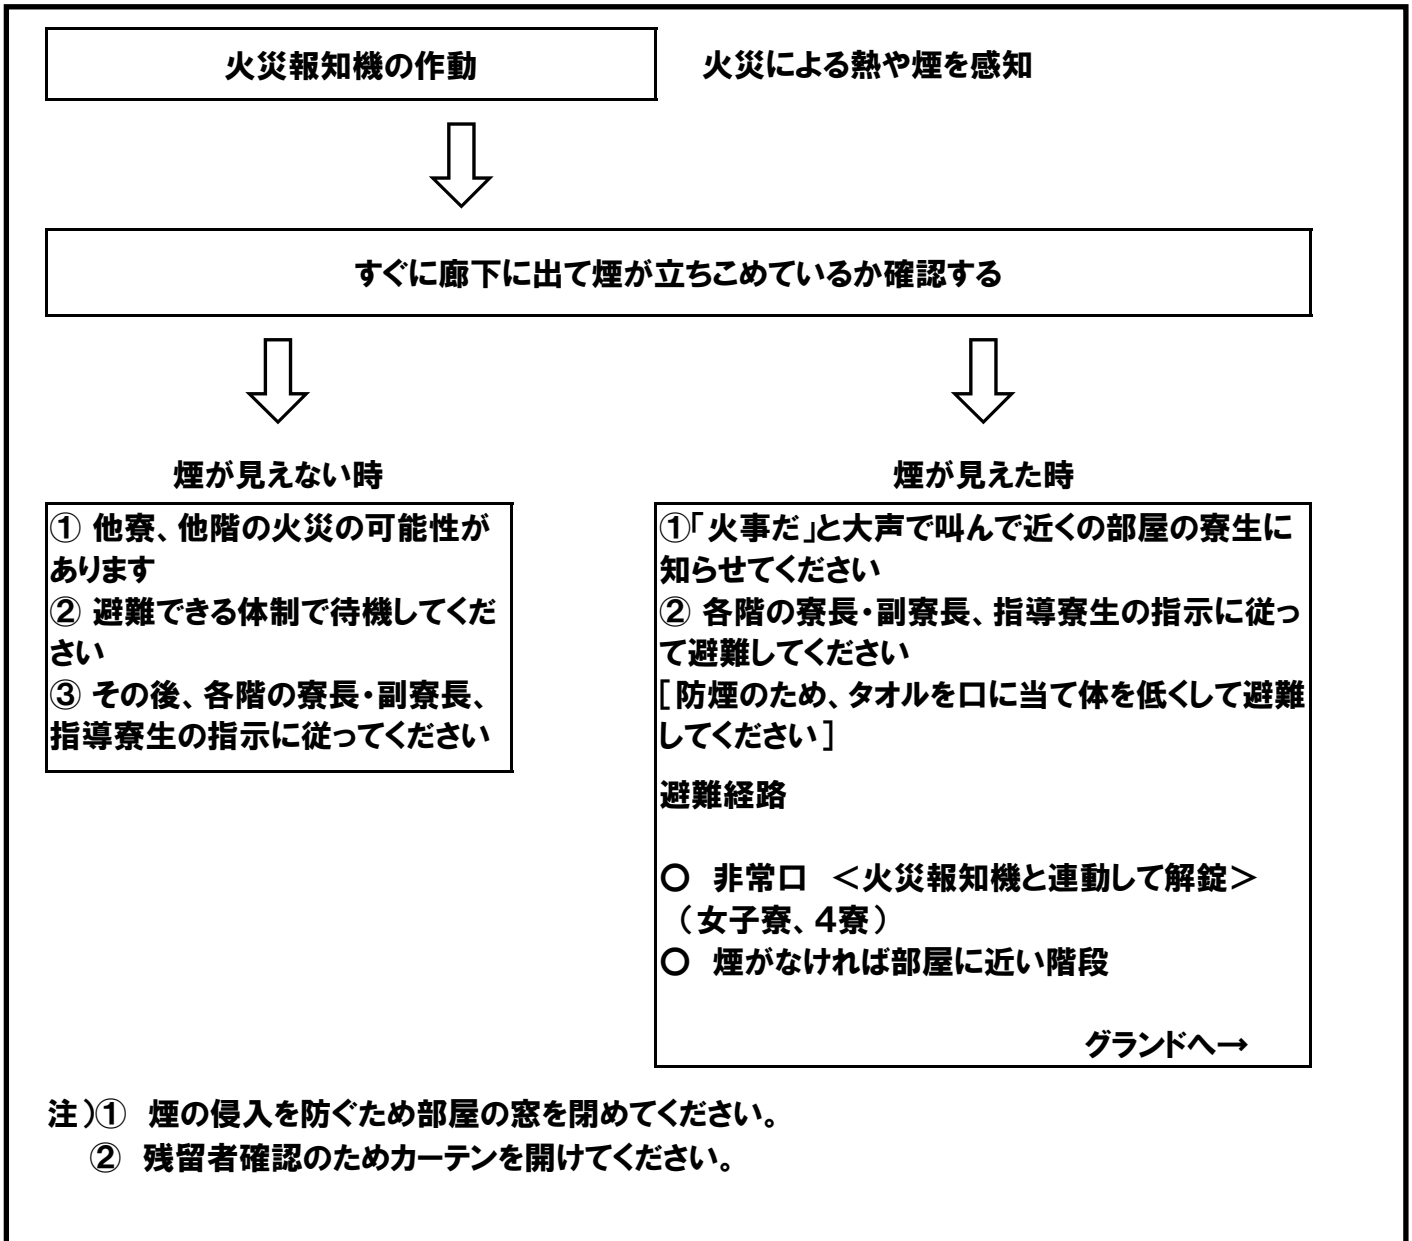 火災報知機の作動
火災による熱や煙を感知
すぐに廊下に出て煙が立ちこめているか確認する
煙が見えない時
① 他寮、他階の火災の可能性が
あります
② 避難できる体制で待機してくだ
さい
③ その後、各階の寮長・副寮長、
指導寮生の指示に従ってください
煙が見えた時
①「火事だ」と大声で叫んで近くの部屋の寮生に
知らせてください
② 各階の寮長・副寮長、指導寮生の指示に従っ
て避難してください
[防煙のため、タオルを口に当て体を低くして避難
してください]
避難経路
○ 非常口 <火災報知機と連動して解錠>
(女子寮、4寮)
○ 煙がなければ部屋に近い階段
グランドへ→
注)① 煙の侵入を防ぐため部屋の窓を閉めてください。
② 残留者確認のためカーテンを開けてください。